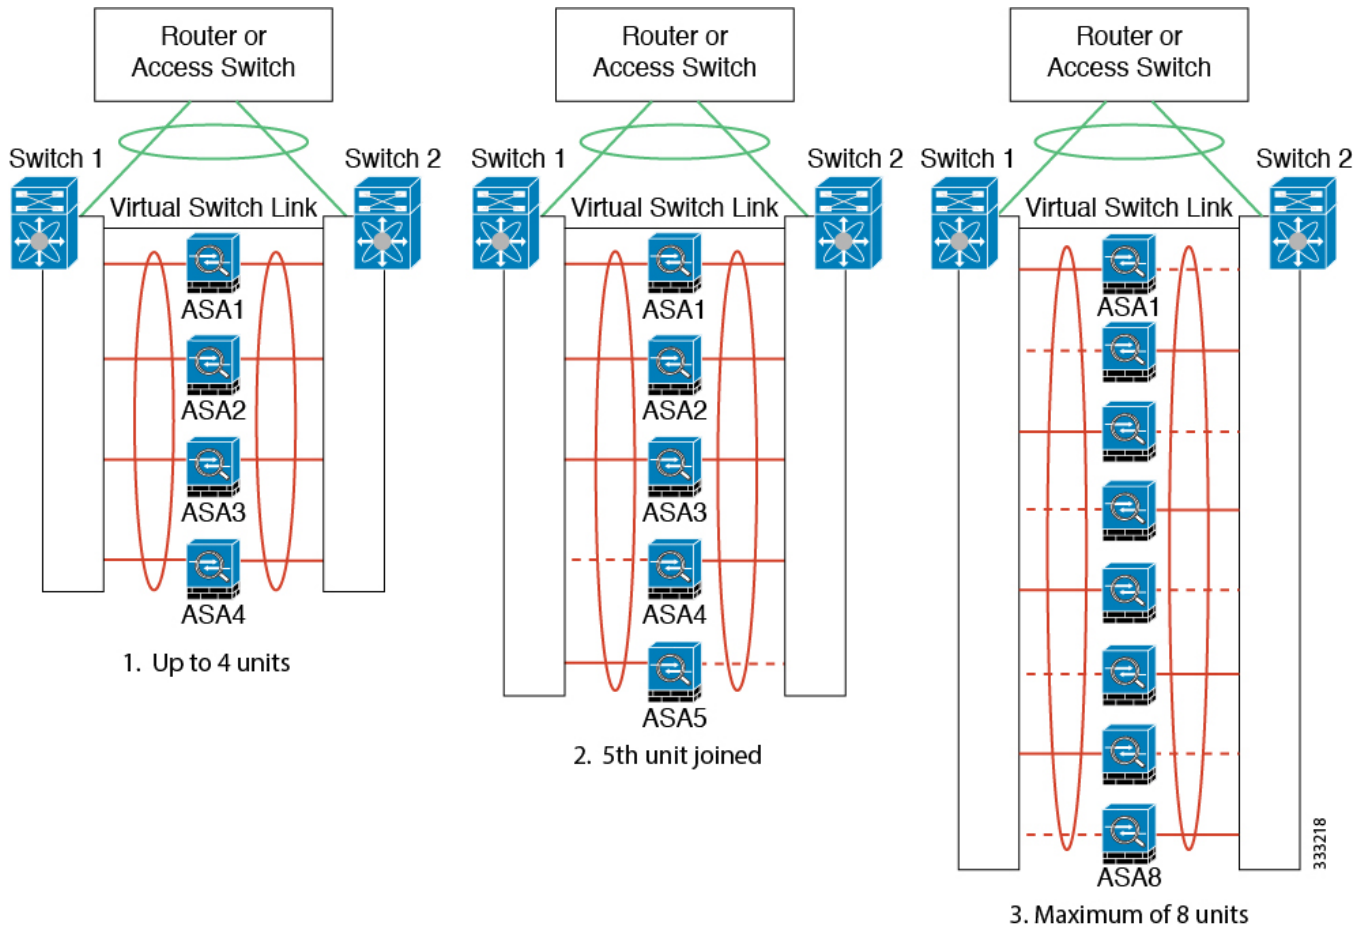 Router or
Access Switch
Switch 1
Switch 2
Virtual Switch Link
ASA1
ASA2
ASA3
ASA4
1. Up to 4 units
Router or
Access Switch
Switch 1
Switch 2
Virtual Switch Link
ASA1
ASA2
ASA3
ASA4
ASA5
2. 5th unit joined
Router or
Access Switch
Switch 1
Switch 2
Virtual Switch Link
ASA1
ASA8
3. Maximum of 8 units
333218